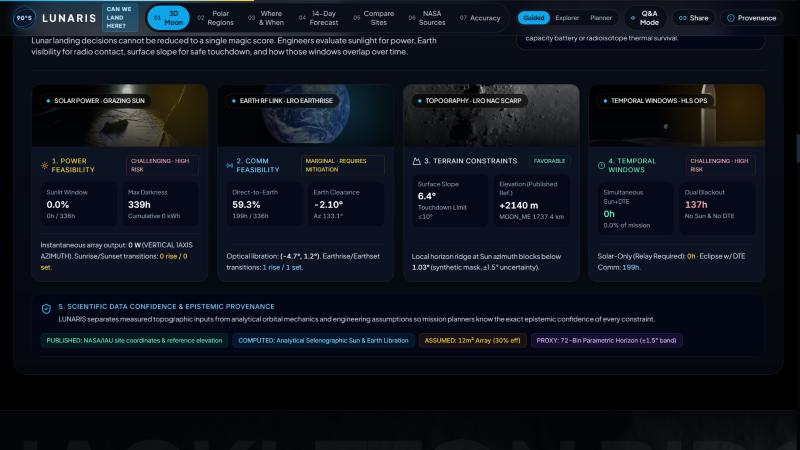 90°S
LUNARIS
CAN WE LAND HERE?
01 3D Moon
02 Polar Regions
03 Where & When
04 14-Day Forecast
05 Compare Sites
06 NASA Sources
07 Accuracy
Guided
Explorer
Planner
Q&A Mode
Share
Provenance
Lunar landing decisions cannot be reduced to a single magic score. Engineers evaluate sunlight for power, Earth
visibility for radio contact, surface slope for safe touchdown, and how those windows overlap over time.
capacity battery or radioisotope thermal survival.
SOLAR POWER · GRAZING SUN
1. POWER FEASIBILITY
CHALLENGING · HIGH RISK
Sunlit Window
0.0%
0h / 336h
Max Darkness
339h
Cumulative 0 kWh
Instantaneous array output: 0 W (VERTICAL 1AXIS
AZIMUTH). Sunrise/Sunset transitions: 0 rise / 0
set.
EARTH RF LINK · LRO EARTHRISE
2. COMM FEASIBILITY
MARGINAL · REQUIRES MITIGATION
Direct-to-Earth
59.3%
199h / 336h
Earth Clearance
-2.10°
Az 133.1°
Optical libration: (-4.7°, 1.2°). Earthrise/Earthset
transitions: 1 rise / 1 set.
TOPOGRAPHY · LRO NAC SCARP
3. TERRAIN CONSTRAINTS
FAVORABLE
Surface Slope
6.4°
Touchdown Limit
≤10°
Elevation (Published Ref.)
+2140 m
MOON_ME 1737.4 km
Local horizon ridge at Sun azimuth blocks below
1.03° (synthetic mask, ±1.5° uncertainty).
TEMPORAL WINDOWS · HLS OPS
4. TEMPORAL WINDOWS
CHALLENGING · HIGH RISK
Simultaneous Sun+DTE
0h
0.0% of mission
Dual Blackout
137h
No Sun & No DTE
Solar-Only (Relay Required): 0h · Eclipse w/ DTE
Comm: 199h.
5. SCIENTIFIC DATA CONFIDENCE & EPISTEMIC PROVENANCE
LUNARIS separates measured topographic inputs from analytical orbital mechanics and engineering assumptions so mission planners know the exact epistemic confidence of every constraint.
PUBLISHED: NASA/IAU site coordinates & reference elevation
COMPUTED: Analytical Selenographic Sun & Earth Libration
ASSUMED: 12m² Array (30% eff)
PROXY: 72-Bin Parametric Horizon (±1.5° band)